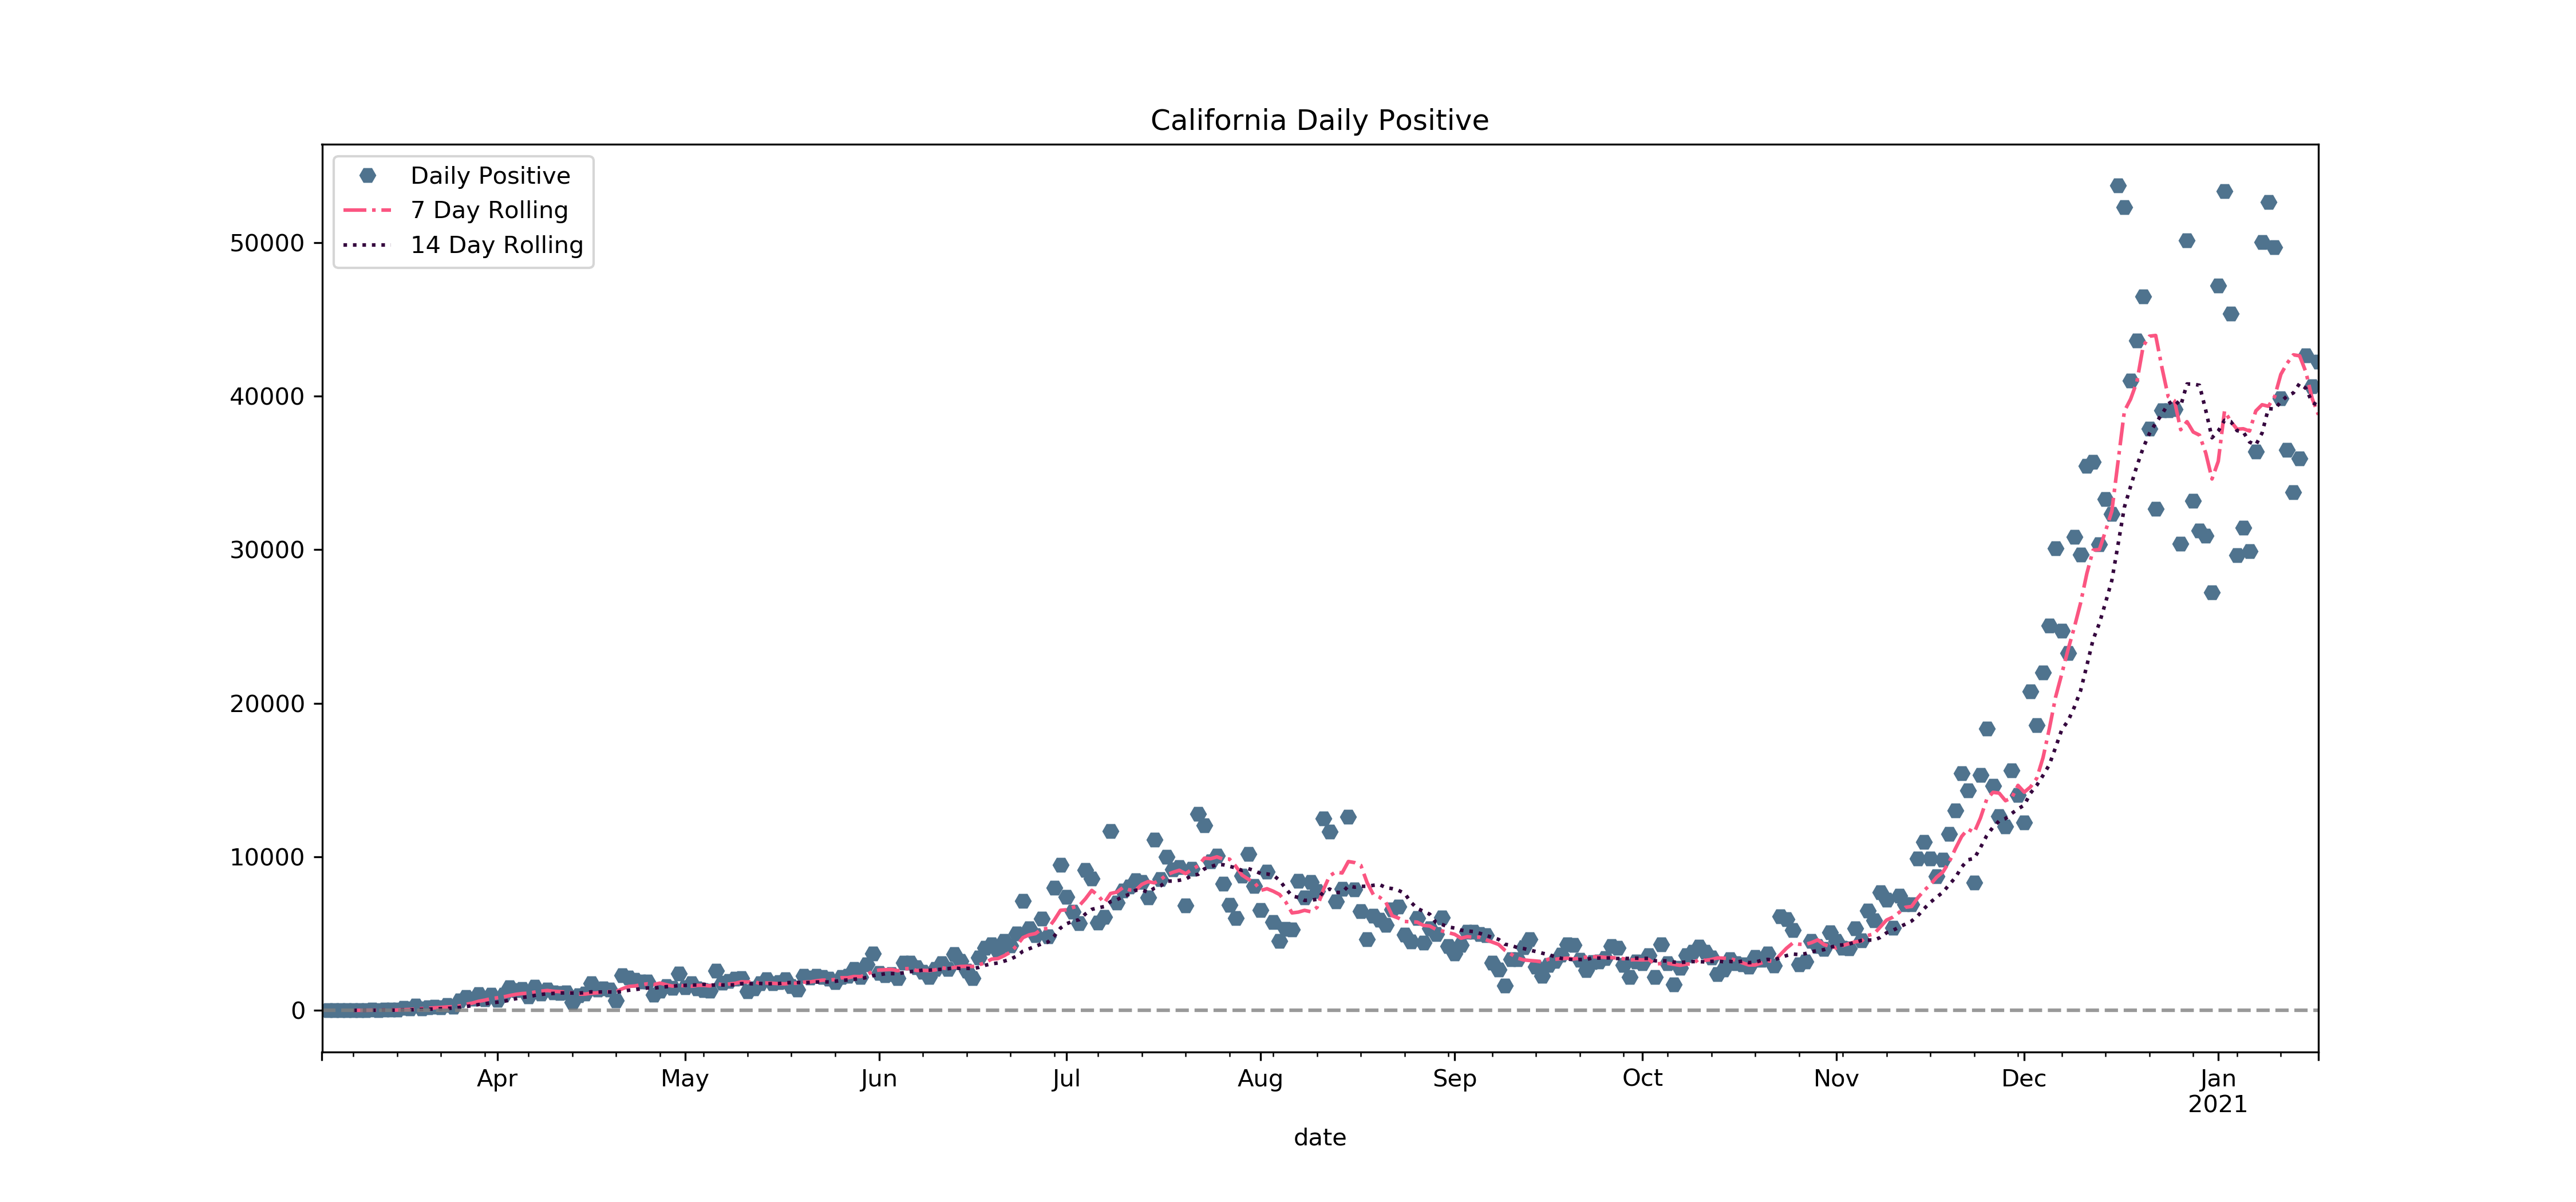 California Daily Positive
Daily Positive
7 Day Rolling
14 Day Rolling
50000
40000
30000
20000
10000
0
Apr May Jun Jul Aug Sep Oct Nov Dec Jan
2021
date